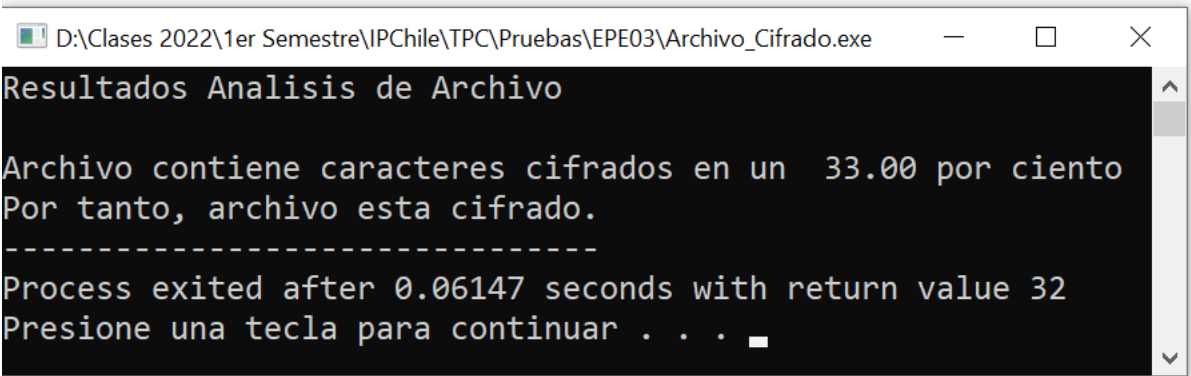 D:\Clases 2022\1er Semestre\IPChile\TPC\Pruebas\EPE03\Archivo_Cifrado.exe
Resultados Analisis de Archivo
Archivo contiene caracteres cifrados en un  33.00 por ciento
Por tanto, archivo esta cifrado.
--------------------------------
Process exited after 0.06147 seconds with return value 32
Presione una tecla para continuar . . .